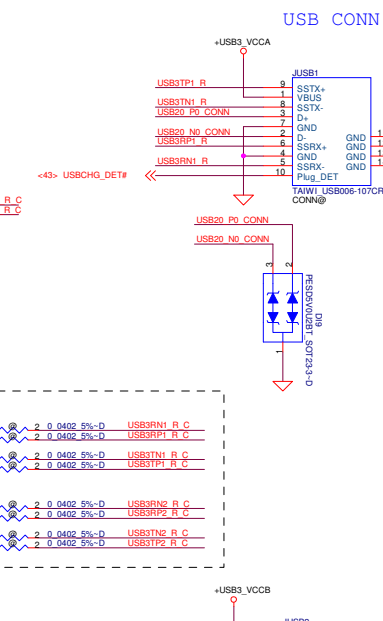 USB CONN
+USB3_VCCA
JUSB1
USB3TP1_R 9 SSTX+
1 VBUS
USB3TN1_R 8 SSTX-
USB20_P0_CONN 3 D+
7 GND
USB20_N0_CONN 2 D- GND 1
USB3RP1_R 6 SSRX+ GND 1
4 GND GND 1
USB3RN1_R 5 SSRX- GND 1
<43> USBCHG_DET# 10 Plug_DET
TAIWI_USB006-107CR
CONN@
R_C
R_C
USB20_P0_CONN
USB20_N0_CONN
3 2
DI9
PESD5V0U2BT_SOT23-3~D
1
@ 2 0_0402_5%~D USB3RN1_R_C
@ 2 0_0402_5%~D USB3RP1_R_C
@ 2 0_0402_5%~D USB3TN1_R_C
@ 2 0_0402_5%~D USB3TP1_R_C
@ 2 0_0402_5%~D USB3RN2_R_C
@ 2 0_0402_5%~D USB3RP2_R_C
@ 2 0_0402_5%~D USB3TN2_R_C
@ 2 0_0402_5%~D USB3TP2_R_C
+USB3_VCCB